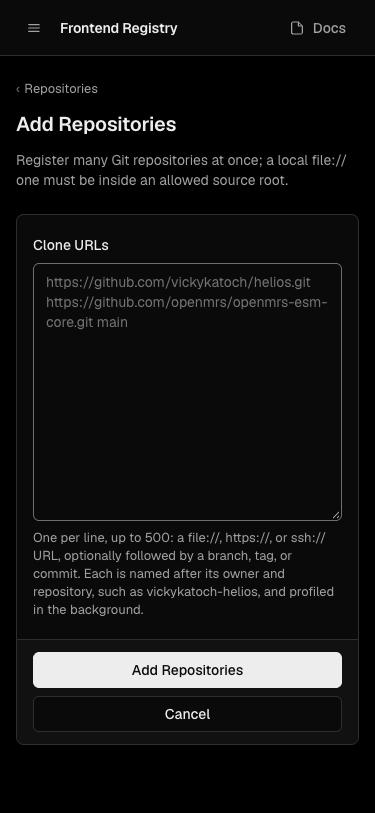 Frontend Registry
Docs
‹ Repositories
Add Repositories
Register many Git repositories at once; a local file://
one must be inside an allowed source root.
Clone URLs
https://github.com/vickykatoch/helios.git
https://github.com/openmrs/openmrs-esm-
core.git main
One per line, up to 500: a file://, https://, or ssh://
URL, optionally followed by a branch, tag, or
commit. Each is named after its owner and
repository, such as vickykatoch-helios, and profiled
in the background.
Add Repositories
Cancel